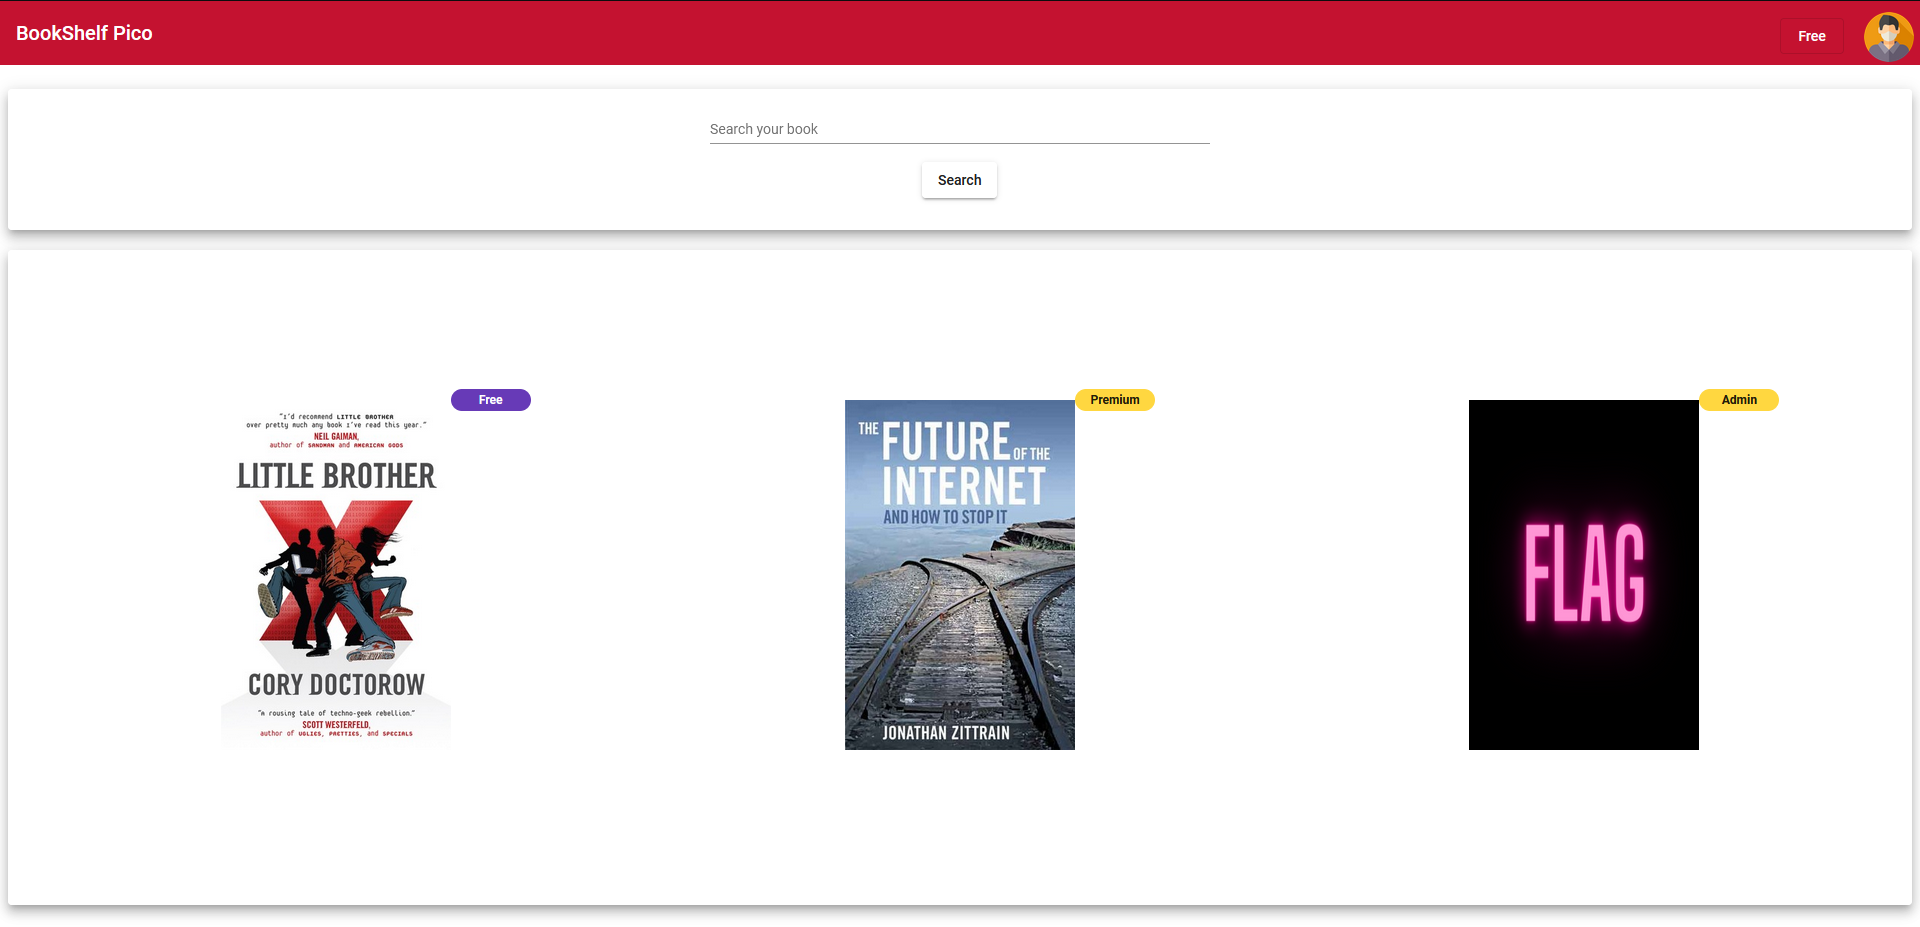 BookShelf Pico
Free
Search your book
Search
Free
"I'd recommend LITTLE BROTHER
over pretty much any book I've read this year."
NEIL GAIMAN,
author of SANDMAN and AMERICAN GODS
LITTLE BROTHER
CORY DOCTOROW
"A rousing tale of techno-geek rebellion."
SCOTT WESTERFELD,
author of UGLIES, PRETTIES, and SPECIALS
Premium
THE FUTURE OF THE
INTERNET
AND HOW TO STOP IT
JONATHAN ZITTRAIN
Admin
FLAG